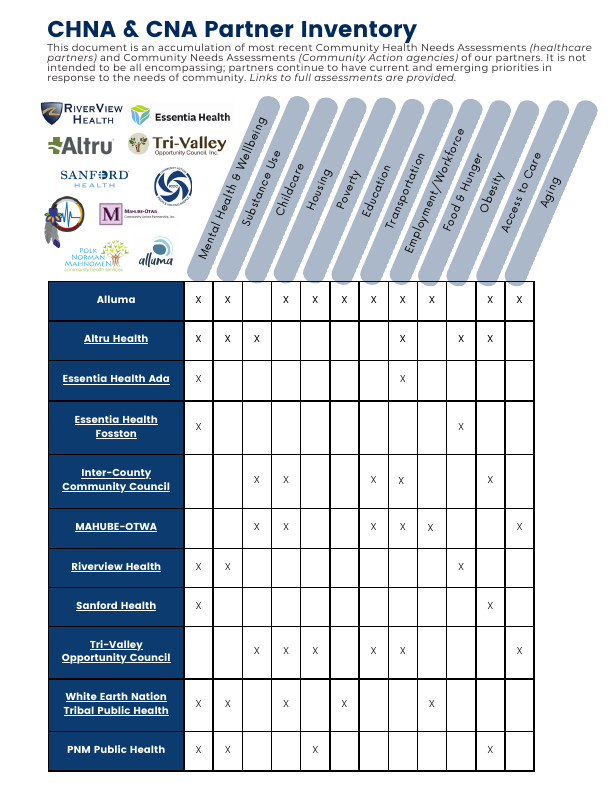 CHNA & CNA Partner Inventory
This document is an accumulation of most recent Community Health Needs Assessments (healthcare
partners) and Community Needs Assessments (Community Action agencies) of our partners. It is not
intended to be all encompassing; partners continue to have current and emerging priorities in
response to the needs of community. Links to full assessments are provided.
RIVERVIEW
HEALTH
Essentia Health
Altru
Tri-Valley
Opportunity Council, Inc.
SANFORD
HEALTH
MAHUBE-OTWA
POLK
NORMAN
MAHNOMEN
community health services
alluma
Mental Health & Wellbeing
Substance Use
Childcare
Housing
Poverty
Education
Transportation
Employment/Workforce
Food & Hunger
Obesity
Access to Care
Aging
Alluma X X X X X X X X X X
Altru Health X X X X X X
Essentia Health Ada X X
Essentia Health
Fosston X X
Inter-County
Community Council X X X X X
MAHUBE-OTWA X X X X X X
Riverview Health X X X
Sanford Health X X
Tri-Valley
Opportunity Council X X X X X X
White Earth Nation
Tribal Public Health X X X X X
PNM Public Health X X X X